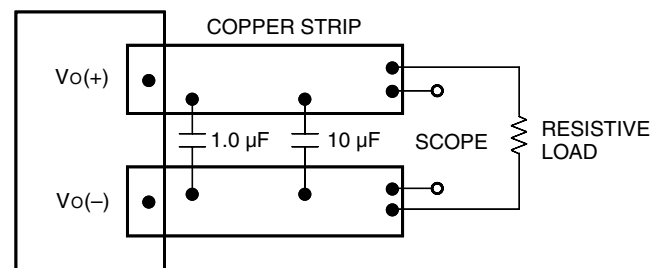 COPPER STRIP
VO(+)
1.0 µF
10 µF
SCOPE
RESISTIVE
LOAD
VO(–)